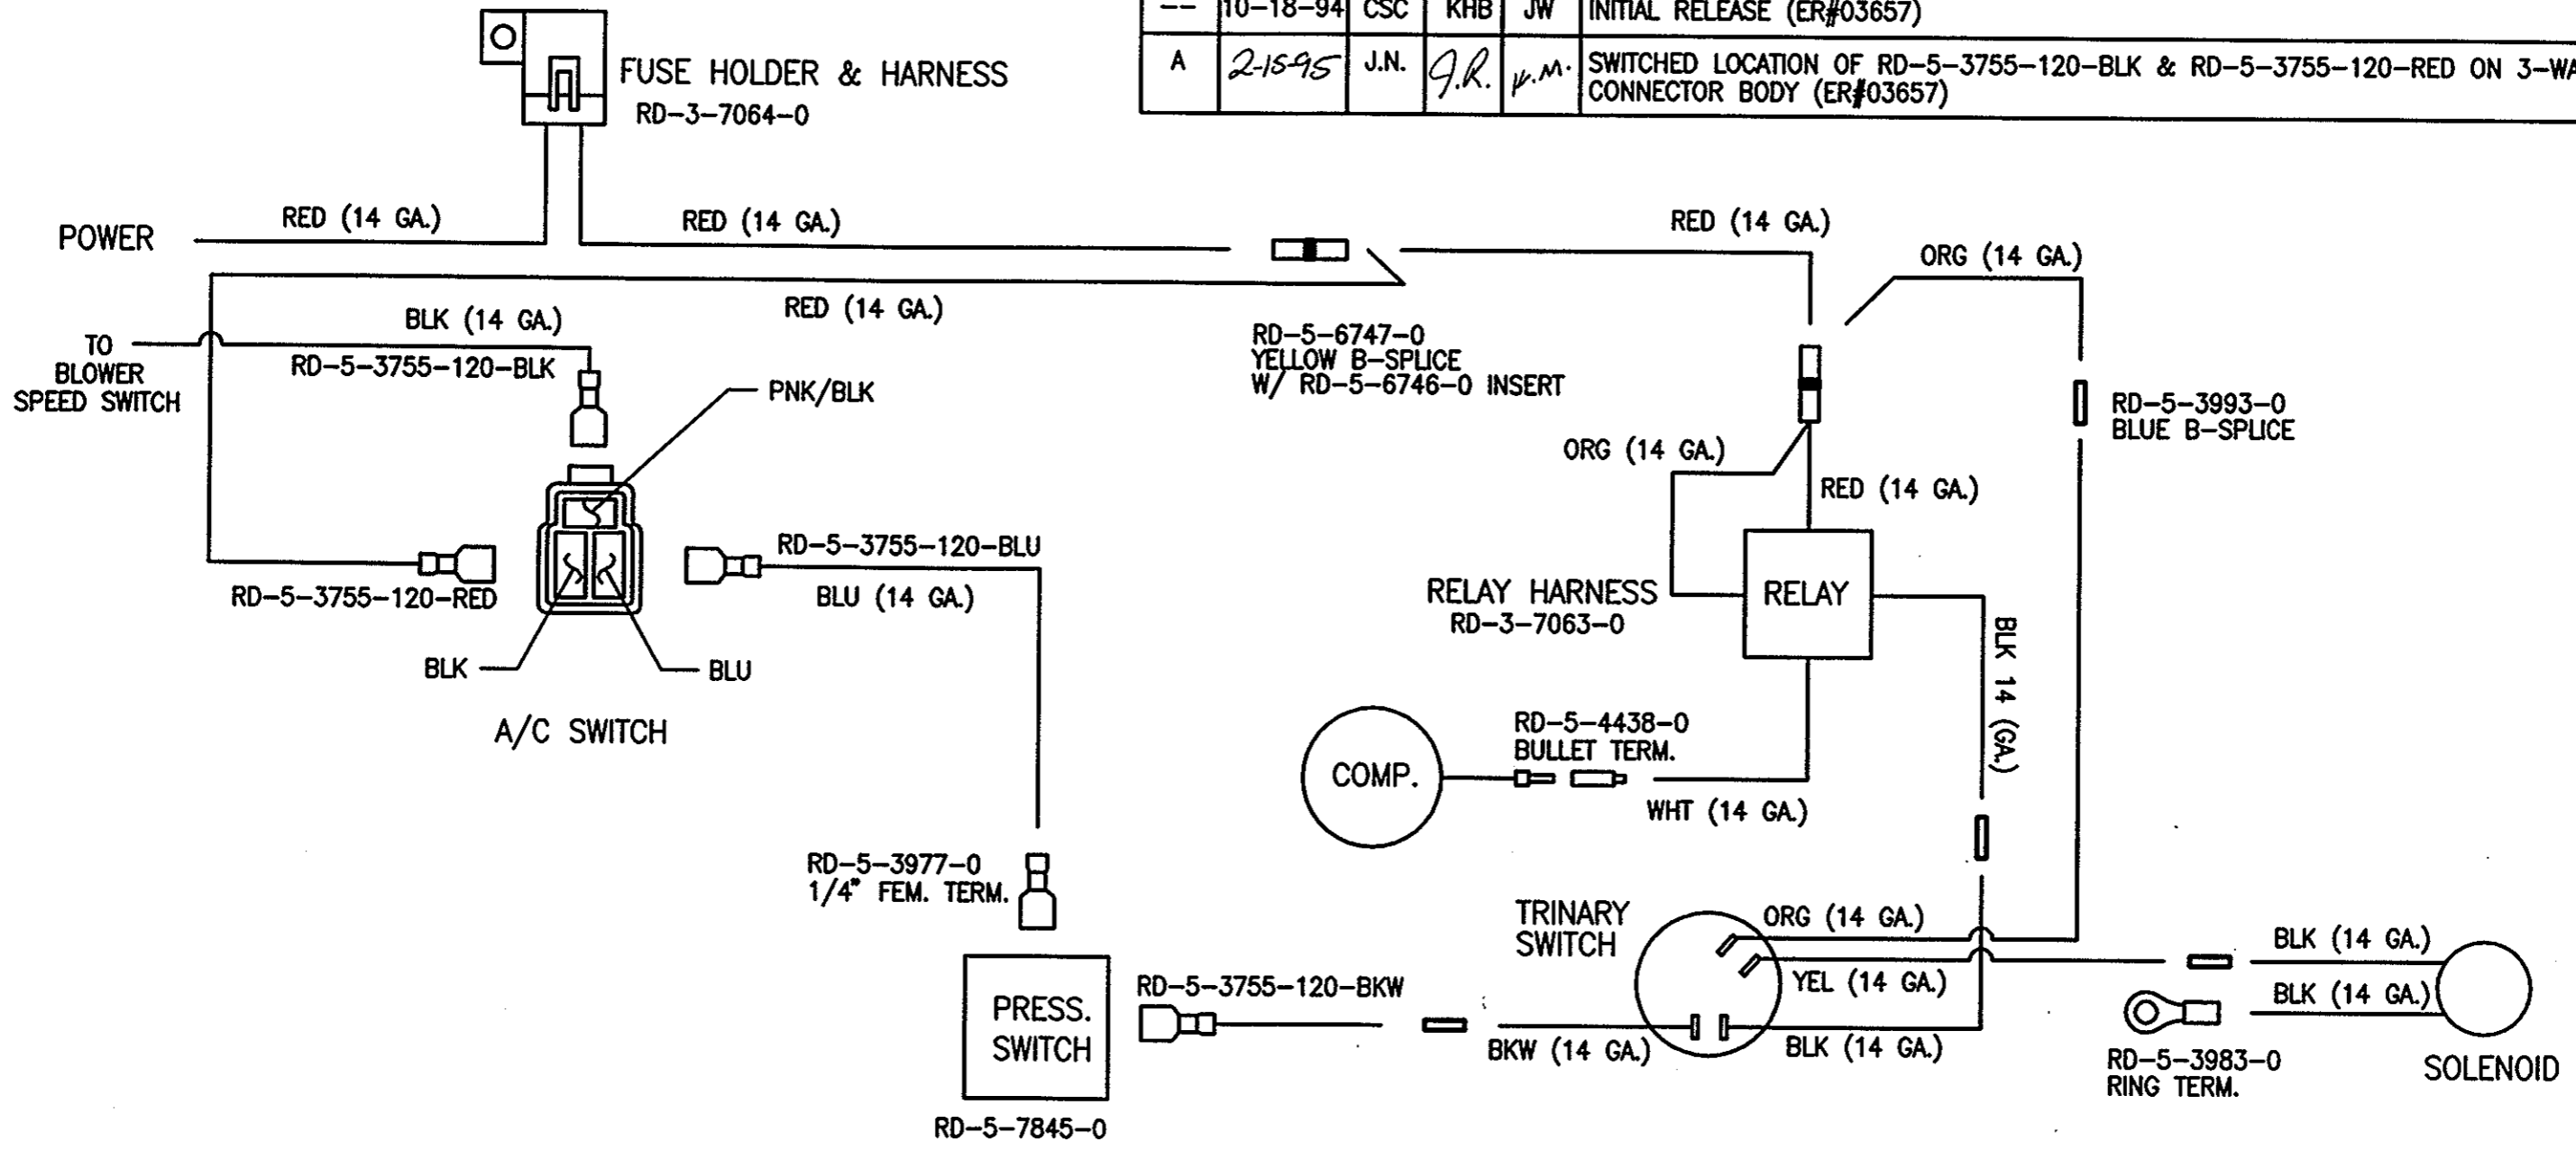 -- 10-18-94 CSC KHB JW INITIAL RELEASE (ER#03657)
A 2-15-95 J.N. J.R. SWITCHED LOCATION OF RD-5-3755-120-BLK & RD-5-3755-120-RED ON 3-WA
CONNECTOR BODY (ER#03657)
FUSE HOLDER & HARNESS
RD-3-7064-0
POWER
RED (14 GA.)
RED (14 GA.)
RED (14 GA.)
ORG (14 GA.)
RED (14 GA.)
BLK (14 GA.)
TO
BLOWER
SPEED SWITCH
RD-5-3755-120-BLK
PNK/BLK
RD-5-6747-0
YELLOW B-SPLICE
W/ RD-5-6746-0 INSERT
RD-5-3993-0
BLUE B-SPLICE
ORG (14 GA.)
RED (14 GA.)
RD-5-3755-120-BLU
BLU (14 GA.)
RD-5-3755-120-RED
RELAY HARNESS
RD-3-7063-0
RELAY
BLK 14 (GA.)
BLK
BLU
A/C SWITCH
RD-5-4438-0
BULLET TERM.
COMP.
WHT (14 GA.)
RD-5-3977-0
1/4" FEM. TERM.
TRINARY
SWITCH
ORG (14 GA.)
YEL (14 GA.)
BLK (14 GA.)
BLK (14 GA.)
PRESS.
SWITCH
RD-5-3755-120-BKW
BKW (14 GA.)
BLK (14 GA.)
RD-5-3983-0
RING TERM.
SOLENOID
RD-5-7845-0